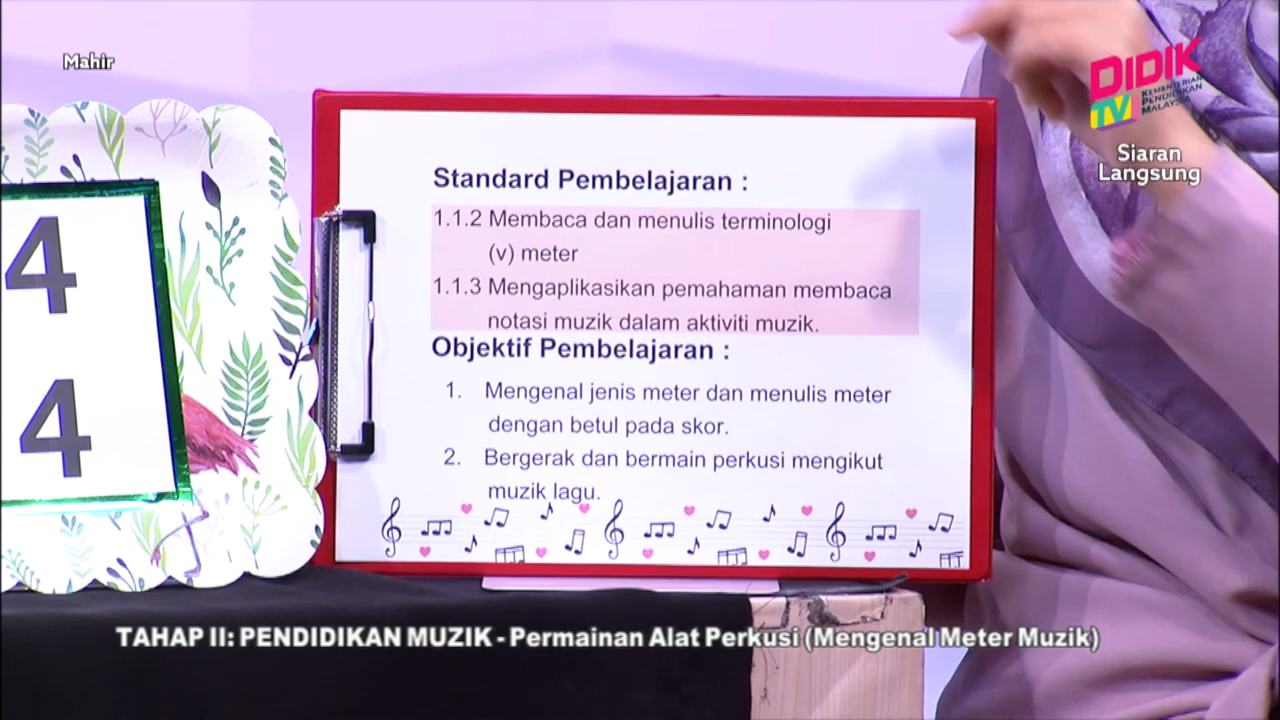 Mahir
DIDIK
TV
KEMENTERIAN
PENDIDIKAN
MALAYSIA
Siaran
Langsung
4
4
Standard Pembelajaran :
1.1.2 Membaca dan menulis terminologi
(v) meter
1.1.3 Mengaplikasikan pemahaman membaca
notasi muzik dalam aktiviti muzik.
Objektif Pembelajaran :
1. Mengenal jenis meter dan menulis meter
dengan betul pada skor.
2. Bergerak dan bermain perkusi mengikut
muzik lagu.
TAHAP II: PENDIDIKAN MUZIK - Permainan Alat Perkusi (Mengenal Meter Muzik)